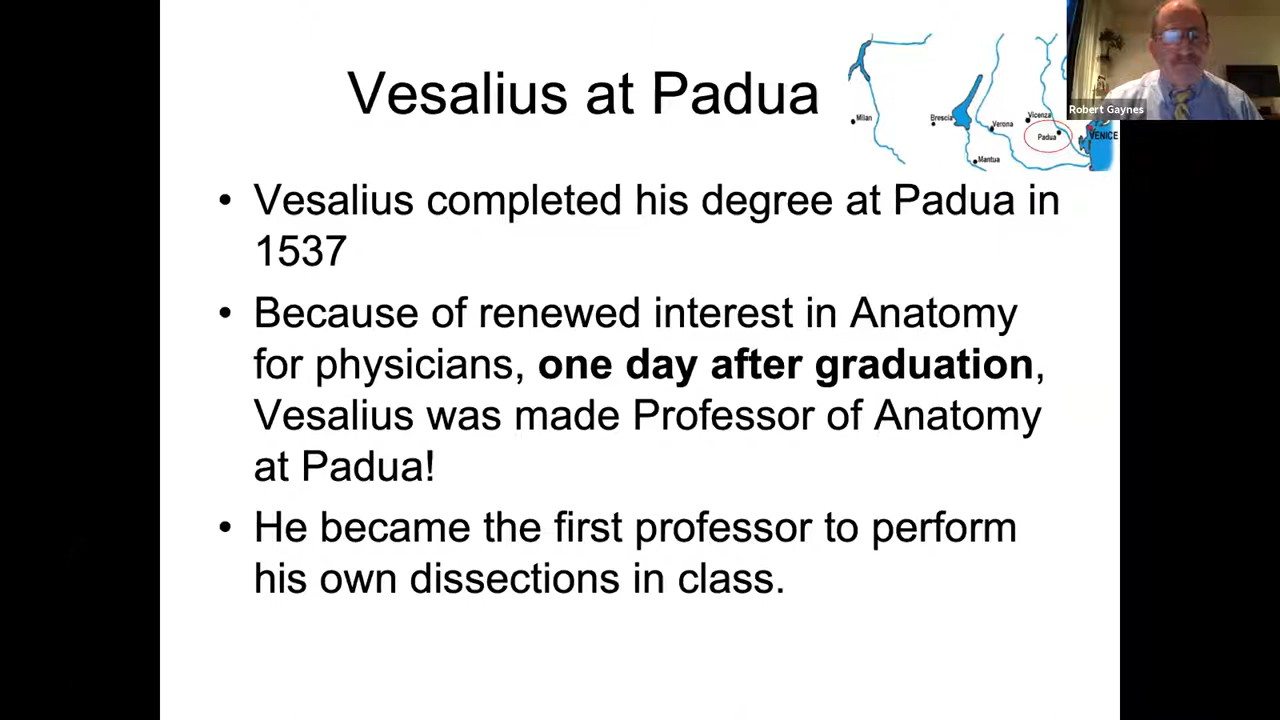 Vesalius at Padua
Milan
Brescia
Verona
Vicenza
Padua
VENICE
Mantua
Robert Gaynes
• Vesalius completed his degree at Padua in
1537
• Because of renewed interest in Anatomy
for physicians, one day after graduation,
Vesalius was made Professor of Anatomy
at Padua!
• He became the first professor to perform
his own dissections in class.